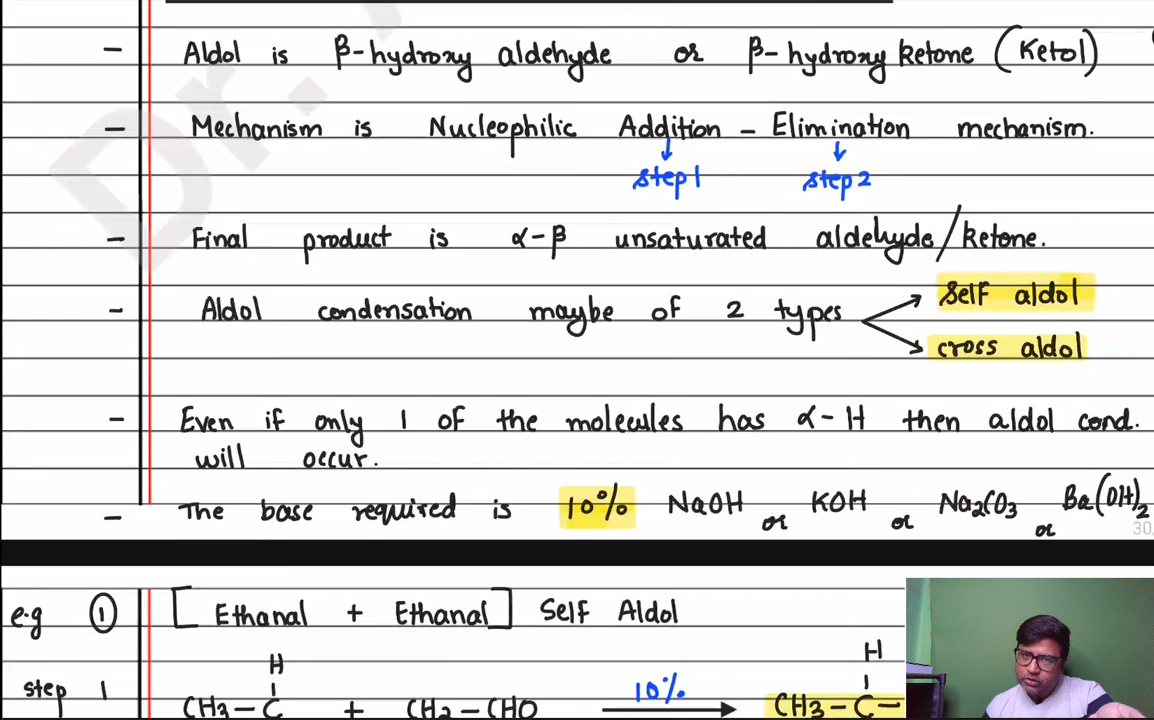 - Aldol is β-hydroxy aldehyde or β-hydroxy ketone (Ketol)
- Mechanism is Nucleophilic Addition - Elimination mechanism.
step 1 step 2
- Final product is α-β unsaturated aldehyde/ketone.
- Aldol condensation maybe of 2 types
self aldol
cross aldol
- Even if only 1 of the molecules has α-H then aldol cond.
will occur.
- The base required is 10% NaOH or KOH or Na2CO3 or Ba(OH)2
30,
e.g ① [Ethanal + Ethanal] Self Aldol
H H
step 1 CH3-C + CH2-CHO 10% CH3-C-
Dr.